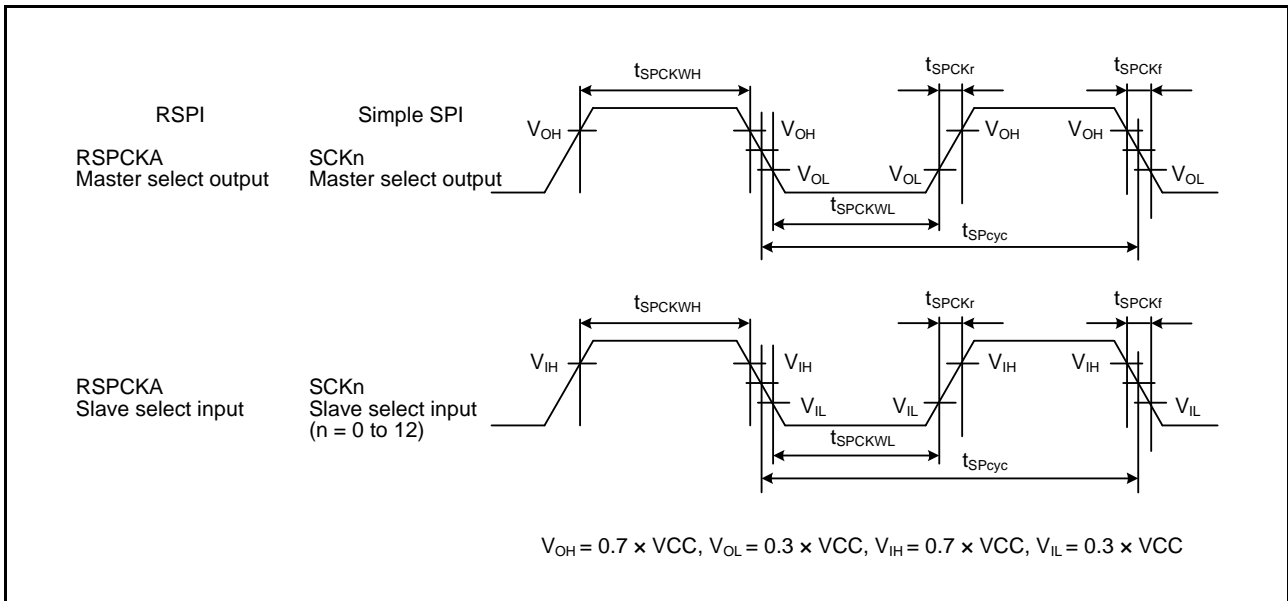 RSPI
Simple SPI
RSPCKA
Master select output
SCKn
Master select output
tSPCKWH
tSPCKr
tSPCKf
VOH
VOH
VOH
VOH
VOL
VOL
VOL
tSPCKWL
tSPcyc
RSPCKA
Slave select input
SCKn
Slave select input
(n = 0 to 12)
tSPCKWH
tSPCKr
tSPCKf
VIH
VIH
VIH
VIH
VIL
VIL
VIL
tSPCKWL
tSPcyc
VOH = 0.7 × VCC, VOL = 0.3 × VCC, VIH = 0.7 × VCC, VIL = 0.3 × VCC